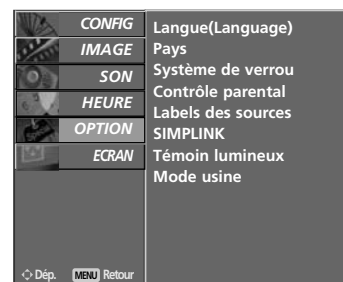 CONFIG
IMAGE
SON
HEURE
OPTION
ECRAN
Langue(Language)
Pays
Système de verrou
Contrôle parental
Labels des sources
SIMPLINK
Témoin lumineux
Mode usine
Dép. MENU Retour